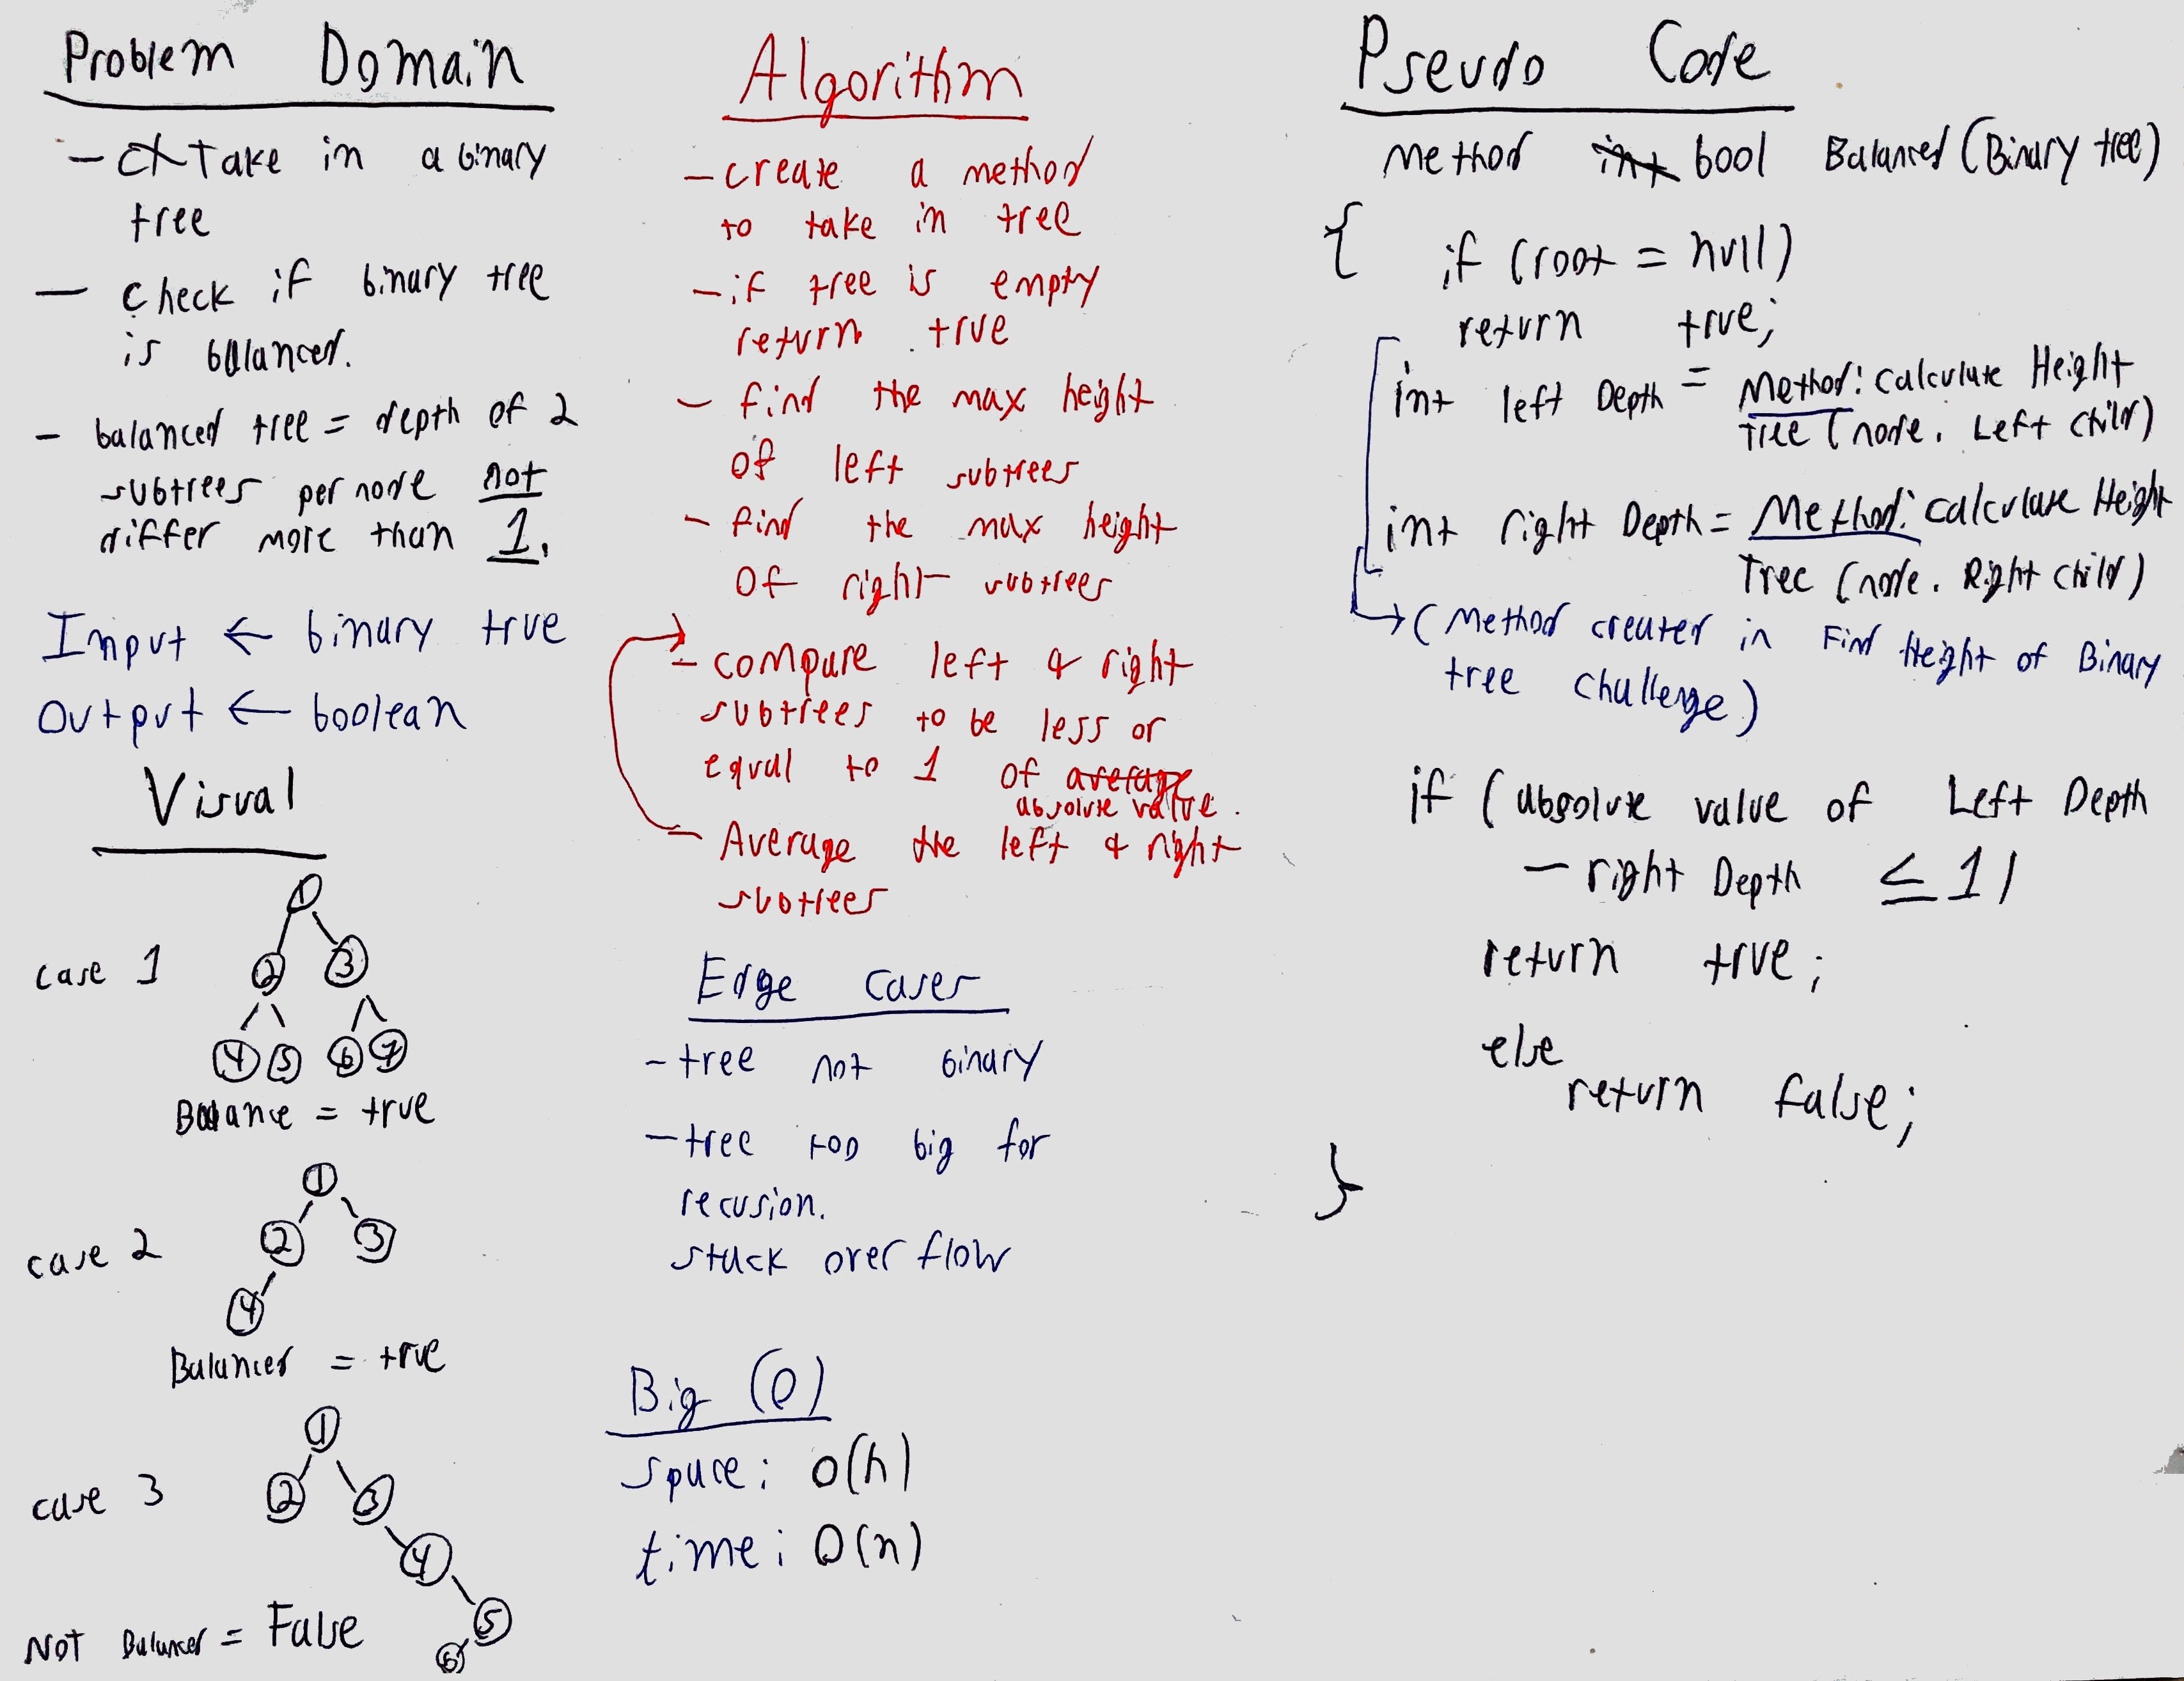 Problem Domain
- Take in a binary
tree
- Check if binary tree
is balanced.
- balanced tree = depth of 2
subtrees per node not
differ more than 1.
Input ← binary true
Output ← boolean
Visual
case 1
1
2 3
4 5 6 7
Balance = true
case 2
1
2 3
4
Balanced = true
case 3
1
2 3
4
5
6
Not Balanced = False
Algorithm
- create a method
to take in tree
- if tree is empty
return true
- find the max height
of left subtrees
- find the max height
of right subtrees
- compare left & right
subtrees to be less or
equal to 1 of average
absolute value.
- Average the left & right
subtrees
Edge cases
- tree not binary
- tree too big for
recusion.
stack over flow
Big (O)
space: O(h)
time: O(n)
Pseudo Code
Method int bool Balanced (Binary tree)
{ if (root = null)
return true;
int left Depth = Method: Calculate Height
Tree (node. Left child)
int right Depth = Method: Calculate Height
Tree (node. Right child)
→ (Method created in Find Height of Binary
tree challenge)
if (absolute value of Left Depth
- right Depth ≤ 1)
return true;
else
return false;
}